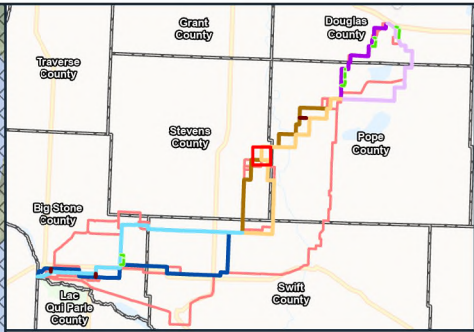 Grant
County
Douglas
County
Traverse
County
Stevens
County
Pope
County
Big Stone
County
Swift
County
Lac
Qui Parle
County